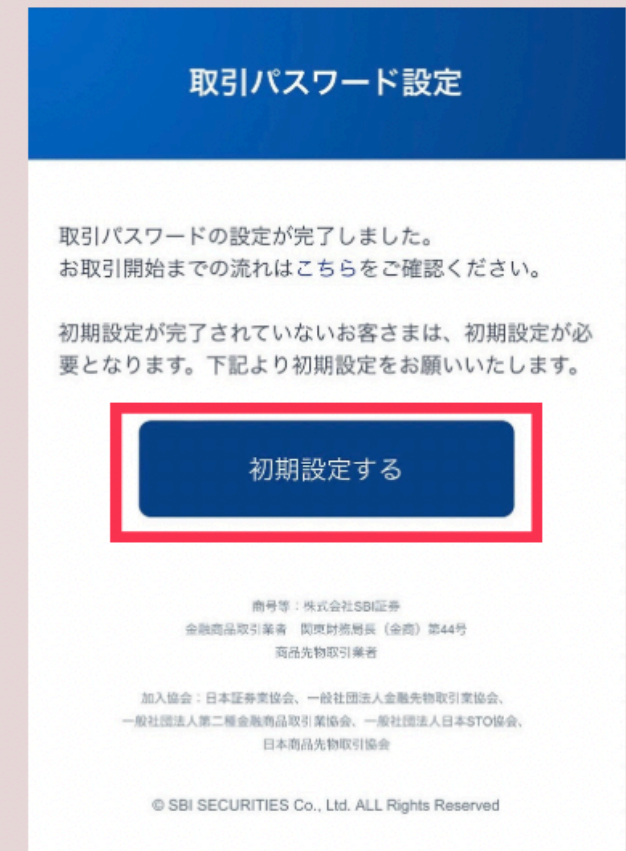 取引パスワード設定
取引パスワードの設定が完了しました。
お取引開始までの流れはこちらをご確認ください。
初期設定が完了されていないお客さまは、初期設定が必
要となります。下記より初期設定をお願いいたします。
初期設定する
商号等：株式会社SBI証券
金融商品取引業者　関東財務局長（金商）第44号
商品先物取引業者
加入協会：日本証券業協会、一般社団法人金融先物取引業協会、
一般社団法人第二種金融商品取引業協会、一般社団法人日本STO協会、
日本商品先物取引協会
© SBI SECURITIES Co., Ltd. ALL Rights Reserved